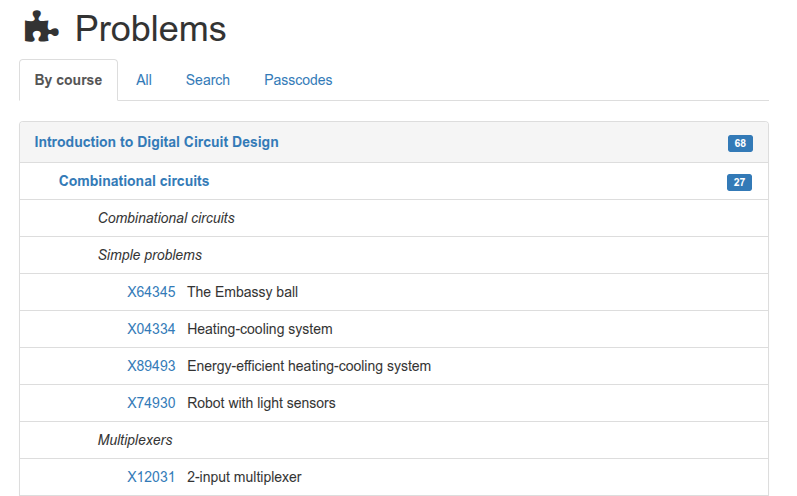 Problems
By course All Search Passcodes
Introduction to Digital Circuit Design 68
Combinational circuits 27
Combinational circuits
Simple problems
X64345 The Embassy ball
X04334 Heating-cooling system
X89493 Energy-efficient heating-cooling system
X74930 Robot with light sensors
Multiplexers
X12031 2-input multiplexer